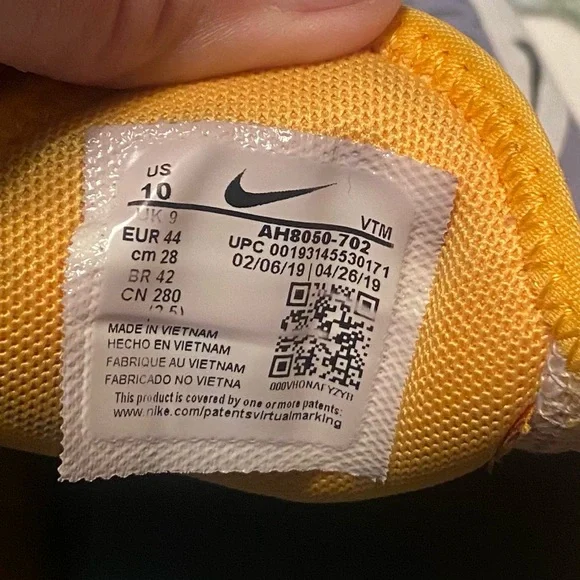 US
10
UK 9
EUR 44
cm 28
BR 42
CN 280
(2.5)
VTM
AH8050-702
UPC 00193145530171
02/06/19 | 04/26/19
MADE IN VIETNAM
HECHO EN VIETNAM
FABRIQUE AU VIETNAM
FABRICADO NO VIETNA
This product is covered by one or more patents:
www.nike.com/patentsvirtualmarking